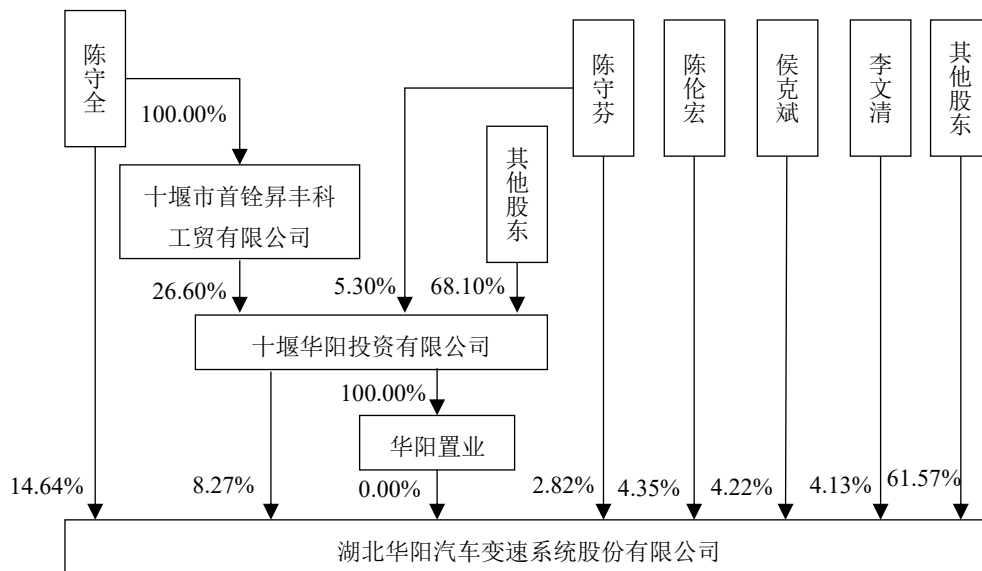 陈守全
陈守芬
陈伦宏
侯克斌
李文清
其他股东
100.00%
其他股东
十堰市首铨昇丰科
工贸有限公司
26.60%
5.30%
68.10%
十堰华阳投资有限公司
100.00%
华阳置业
14.64%
8.27%
0.00%
2.82%
4.35%
4.22%
4.13%
61.57%
湖北华阳汽车变速系统股份有限公司